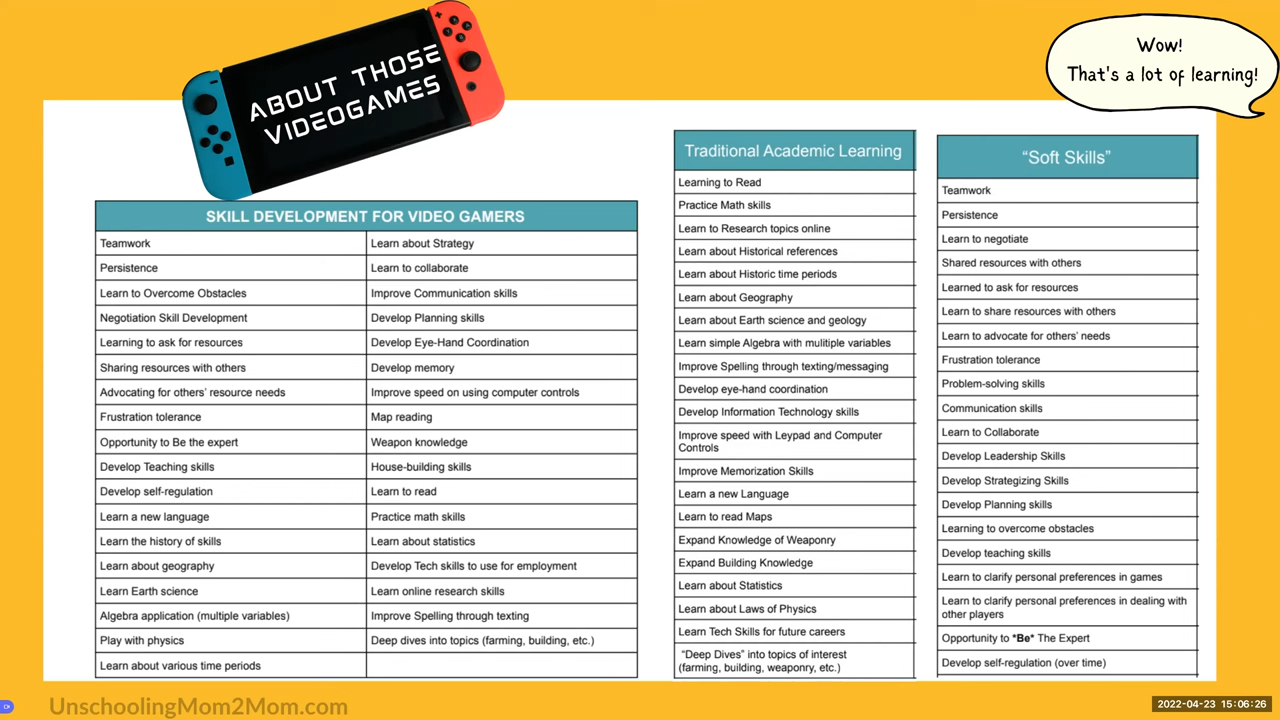 ABOUT THOSE
VIDEOGAMES
Wow!
That's a lot of learning!
SKILL DEVELOPMENT FOR VIDEO GAMERS
Teamwork
Learn about Strategy
Persistence
Learn to collaborate
Learn to Overcome Obstacles
Improve Communication skills
Negotiation Skill Development
Develop Planning skills
Learning to ask for resources
Develop Eye-Hand Coordination
Sharing resources with others
Develop memory
Advocating for others' resource needs
Improve speed on using computer controls
Frustration tolerance
Map reading
Opportunity to Be the expert
Weapon knowledge
Develop Teaching skills
House-building skills
Develop self-regulation
Learn to read
Learn a new language
Practice math skills
Learn the history of skills
Learn about statistics
Learn about geography
Develop Tech skills to use for employment
Learn Earth science
Learn online research skills
Algebra application (multiple variables)
Improve Spelling through texting
Play with physics
Deep dives into topics (farming, building, etc.)
Learn about various time periods
Traditional Academic Learning
Learning to Read
Practice Math skills
Learn to Research topics online
Learn about Historical references
Learn about Historic time periods
Learn about Geography
Learn about Earth science and geology
Learn simple Algebra with mulitiple variables
Improve Spelling through texting/messaging
Develop eye-hand coordination
Develop Information Technology skills
Improve speed with Leypad and Computer
Controls
Improve Memorization Skills
Learn a new Language
Learn to read Maps
Expand Knowledge of Weaponry
Expand Building Knowledge
Learn about Statistics
Learn about Laws of Physics
Learn Tech Skills for future careers
"Deep Dives" into topics of interest
(farming, building, weaponry, etc.)
"Soft Skills"
Teamwork
Persistence
Learn to negotiate
Shared resources with others
Learned to ask for resources
Learn to share resources with others
Learn to advocate for others' needs
Frustration tolerance
Problem-solving skills
Communication skills
Learn to Collaborate
Develop Leadership Skills
Develop Strategizing Skills
Develop Planning skills
Learning to overcome obstacles
Develop teaching skills
Learn to clarify personal preferences in games
Learn to clarify personal preferences in dealing with
other players
Opportunity to *Be* The Expert
Develop self-regulation (over time)
UnschoolingMom2Mom.com
2022-04-23 15:06:26